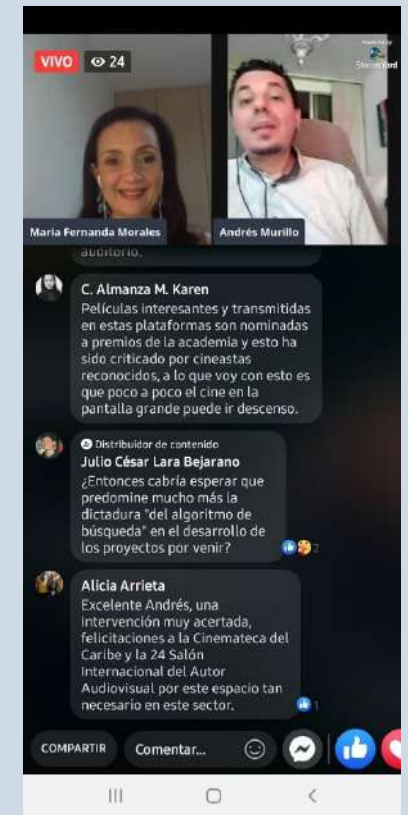 VIVO 24
StreamYard
Maria Fernanda Morales
Andrés Murillo
auditorio.
C. Almanza M. Karen
Películas interesantes y transmitidas
en estas plataformas son nominadas
a premios de la academia y esto ha
sido criticado por cineastas
reconocidos, a lo que voy con esto es
que poco a poco el cine en la
pantalla grande puede ir descenso.
Distribuidor de contenido
Julio César Lara Bejarano
¿Entonces cabría esperar que
predomine mucho más la
dictadura "del algoritmo de
búsqueda" en el desarrollo de
los proyectos por venir?
2
Alicia Arrieta
Excelente Andrés, una
intervención muy acertada,
felicitaciones a la Cinemateca del
Caribe y la 24 Salón
Internacional del Autor
Audiovisual por este espacio tan
necesario en este sector.
1
COMPARTIR
Comentar...